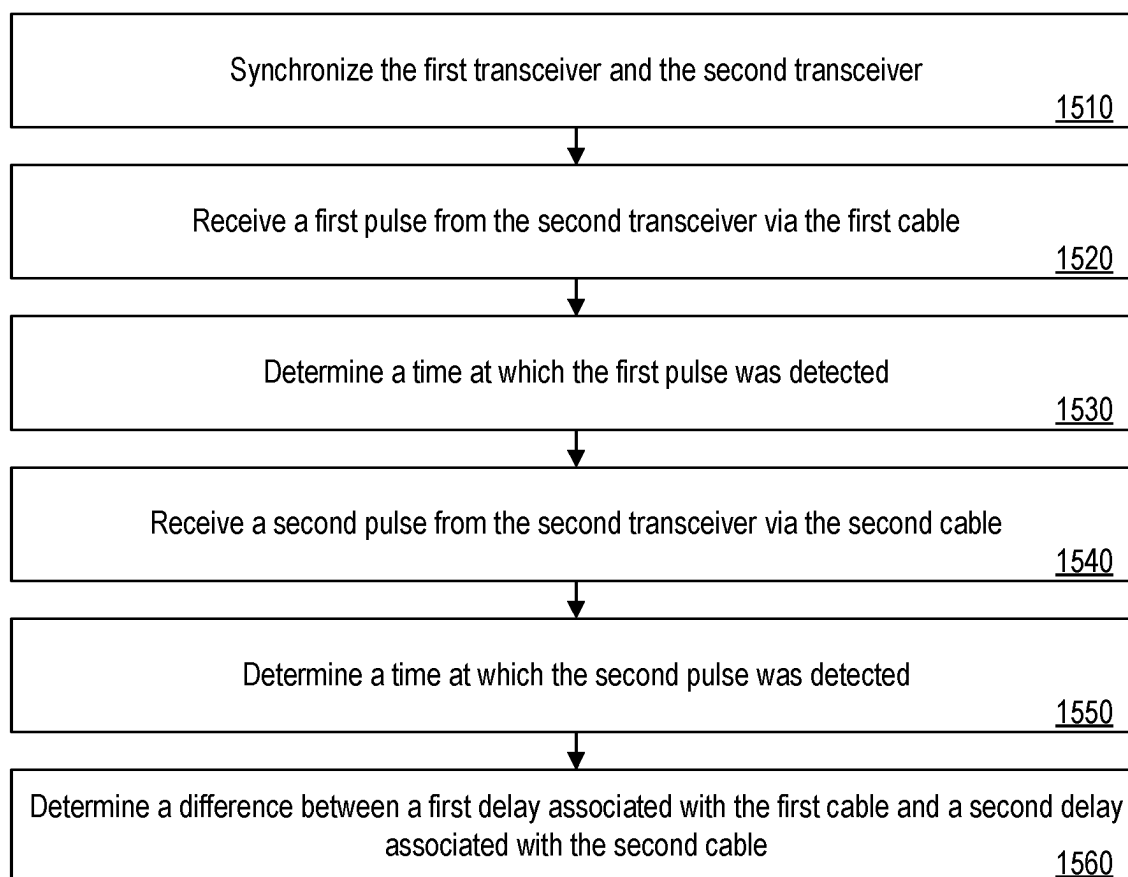 Synchronize the first transceiver and the second transceiver
1510
Receive a first pulse from the second transceiver via the first cable
1520
Determine a time at which the first pulse was detected
1530
Receive a second pulse from the second transceiver via the second cable
1540
Determine a time at which the second pulse was detected
1550
Determine a difference between a first delay associated with the first cable and a second delay
associated with the second cable
1560